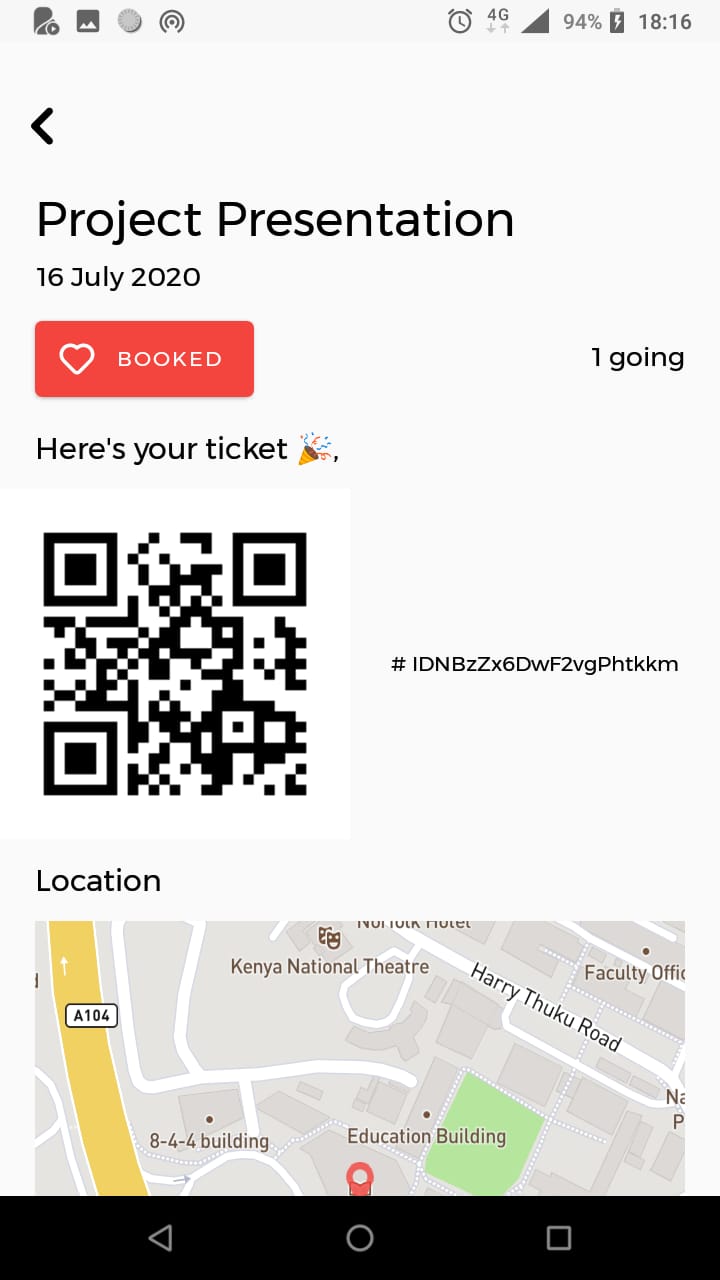 4G 94% 18:16
Project Presentation
16 July 2020
BOOKED
1 going
Here's your ticket 🎉,
# IDNBzZx6DwF2vgPhtkkm
Location
Norfolk Hotel
Kenya National Theatre
Harry Thuku Road
Faculty Offic
A104
Na
P
8-4-4 building
Education Building